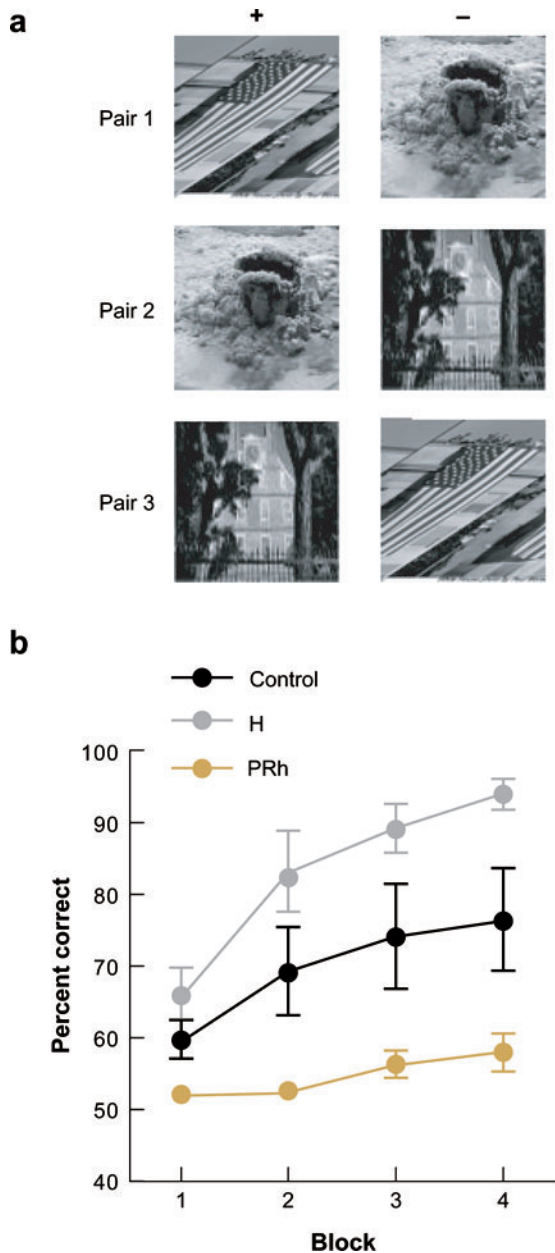 a
+ −
Pair 1
Pair 2
Pair 3
b
Control
H
PRh
100
90
80
70
60
50
40
Percent correct
1 2 3 4
Block